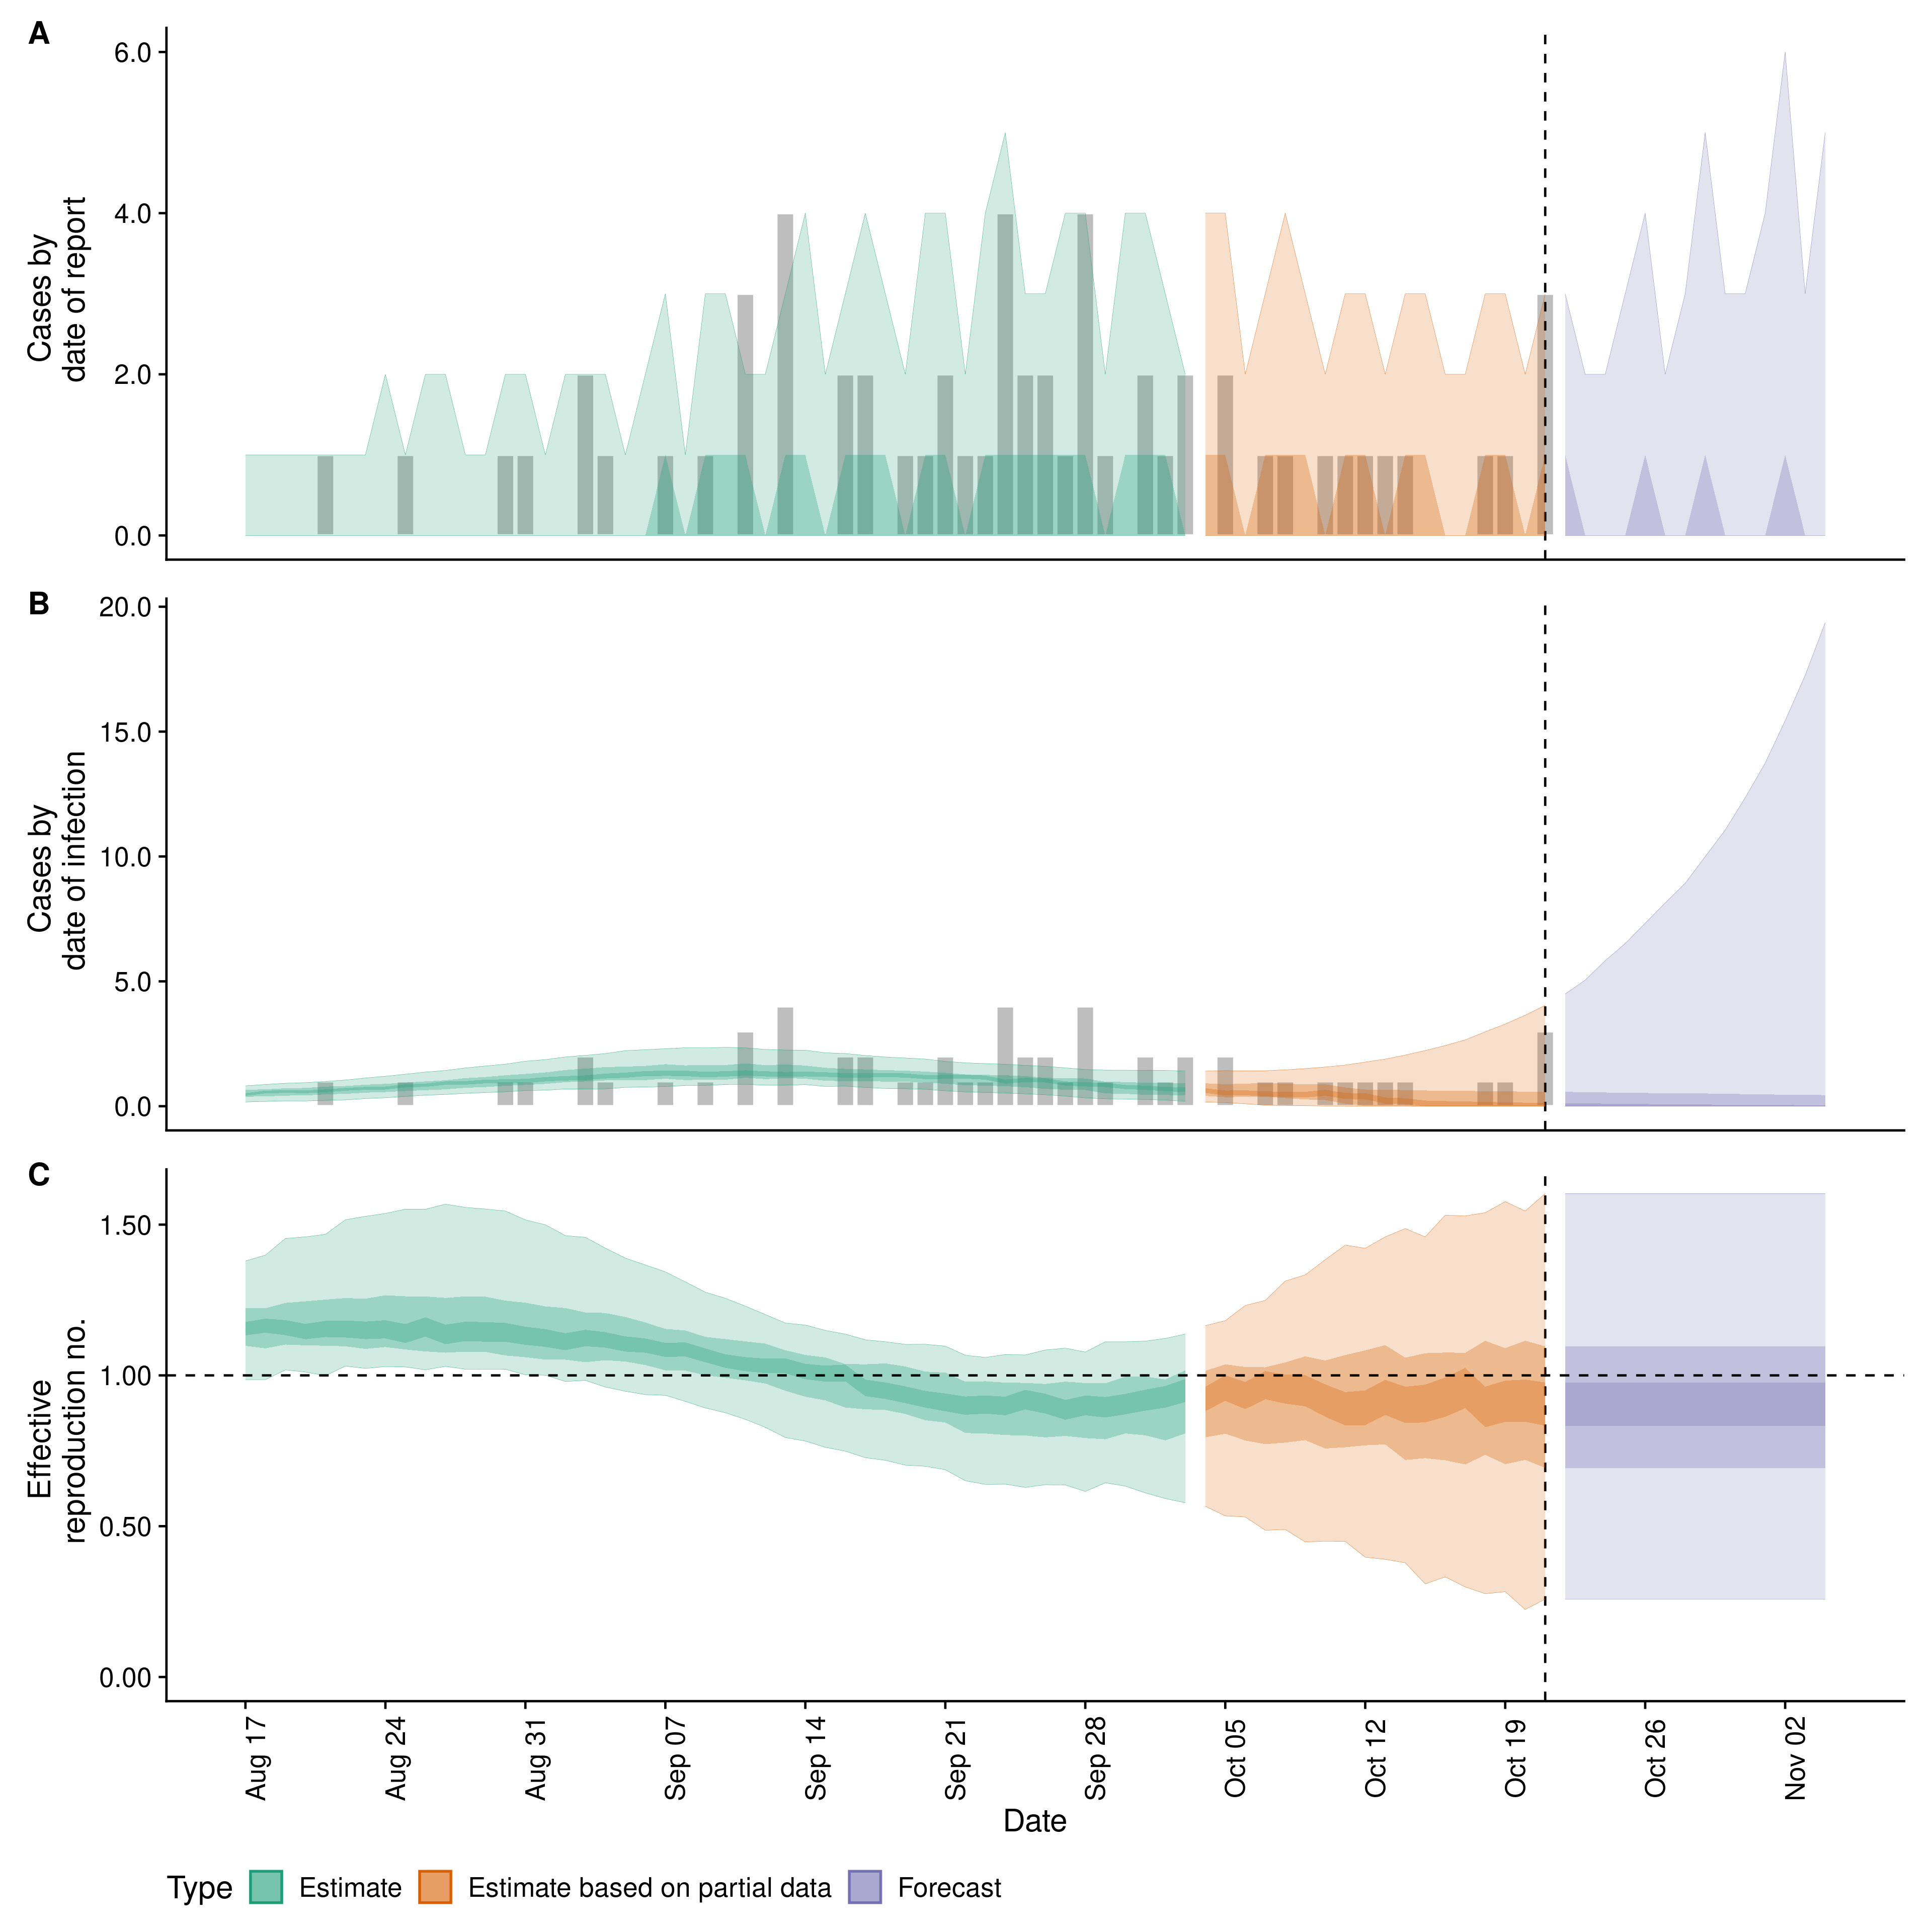 A
6.0
4.0
2.0
0.0
Cases by
date of report
B
20.0
15.0
10.0
5.0
0.0
Cases by
date of infection
C
1.50
1.00
0.50
0.00
Effective
reproduction no.
Aug 17
Aug 24
Aug 31
Sep 07
Sep 14
Sep 21
Sep 28
Oct 05
Oct 12
Oct 19
Oct 26
Nov 02
Date
Type Estimate Estimate based on partial data Forecast